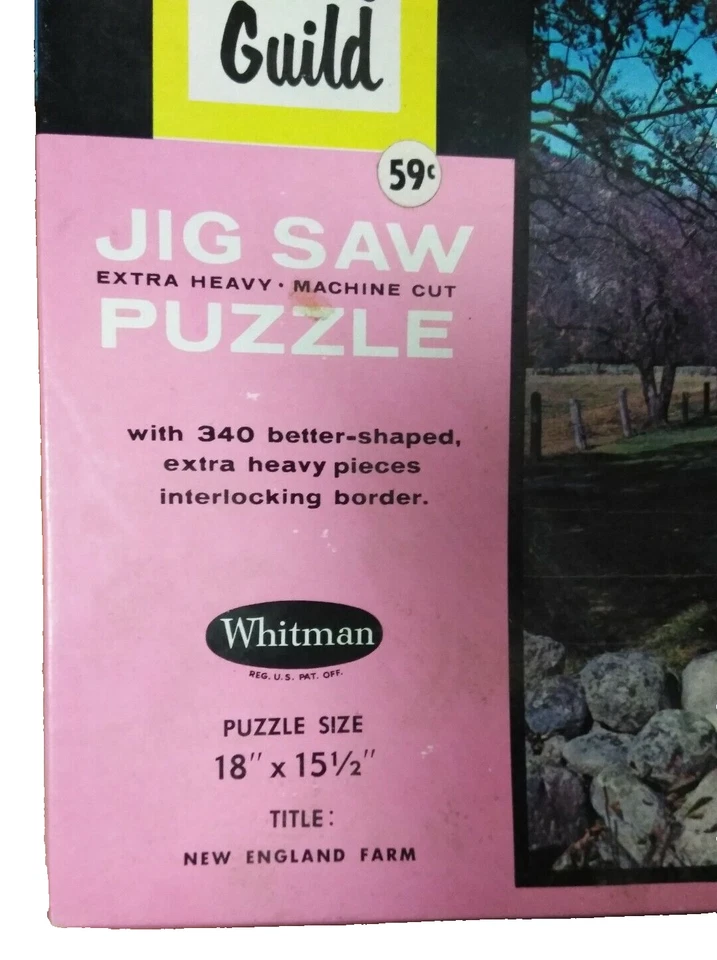 Guild
59¢
JIG SAW
EXTRA HEAVY · MACHINE CUT
PUZZLE
with 340 better-shaped,
extra heavy pieces
interlocking border.
Whitman
REG. U.S. PAT. OFF.
PUZZLE SIZE
18" x 15½"
TITLE:
NEW ENGLAND FARM